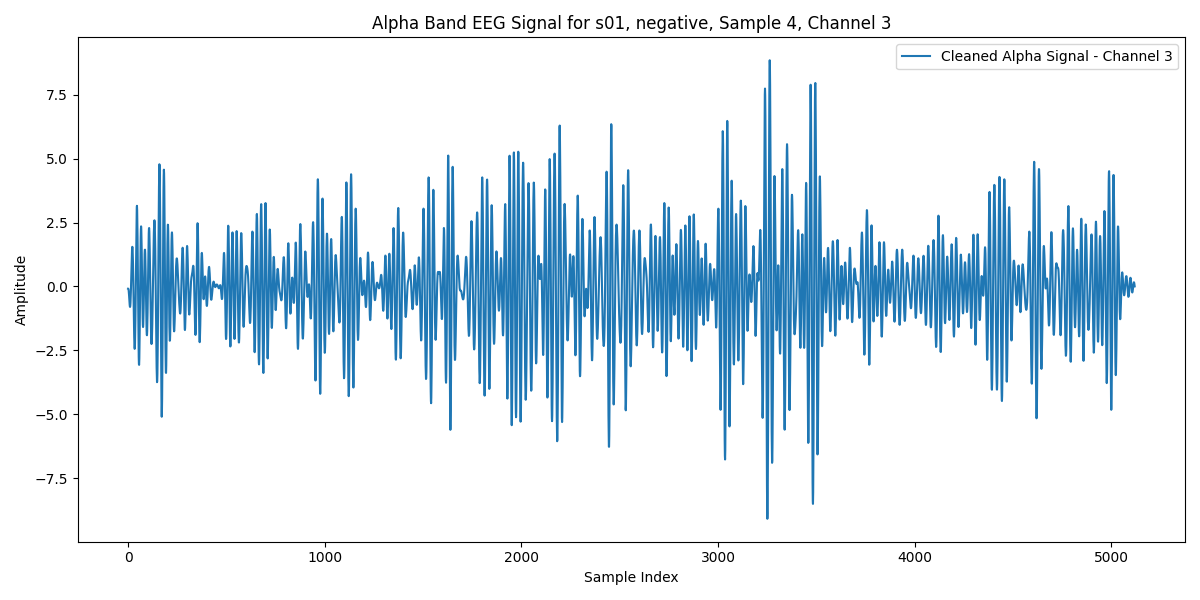 Alpha Band EEG Signal for s01, negative, Sample 4, Channel 3
Cleaned Alpha Signal - Channel 3
Amplitude
7.5
5.0
2.5
0.0
−2.5
−5.0
−7.5
0 1000 2000 3000 4000 5000
Sample Index